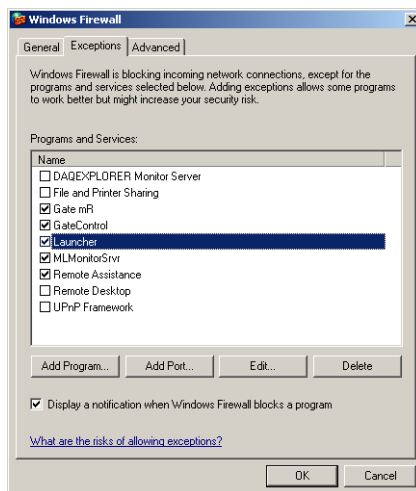 Windows Firewall
General Exceptions Advanced
Windows Firewall is blocking incoming network connections, except for the
programs and services selected below. Adding exceptions allows some programs
to work better but might increase your security risk.
Programs and Services:
Name
DAQEXPLORER Monitor Server
File and Printer Sharing
Gate mR
GateControl
Launcher
MLMonitorSrvr
Remote Assistance
Remote Desktop
UPnP Framework
Add Program... Add Port... Edit... Delete
Display a notification when Windows Firewall blocks a program
What are the risks of allowing exceptions?
OK Cancel